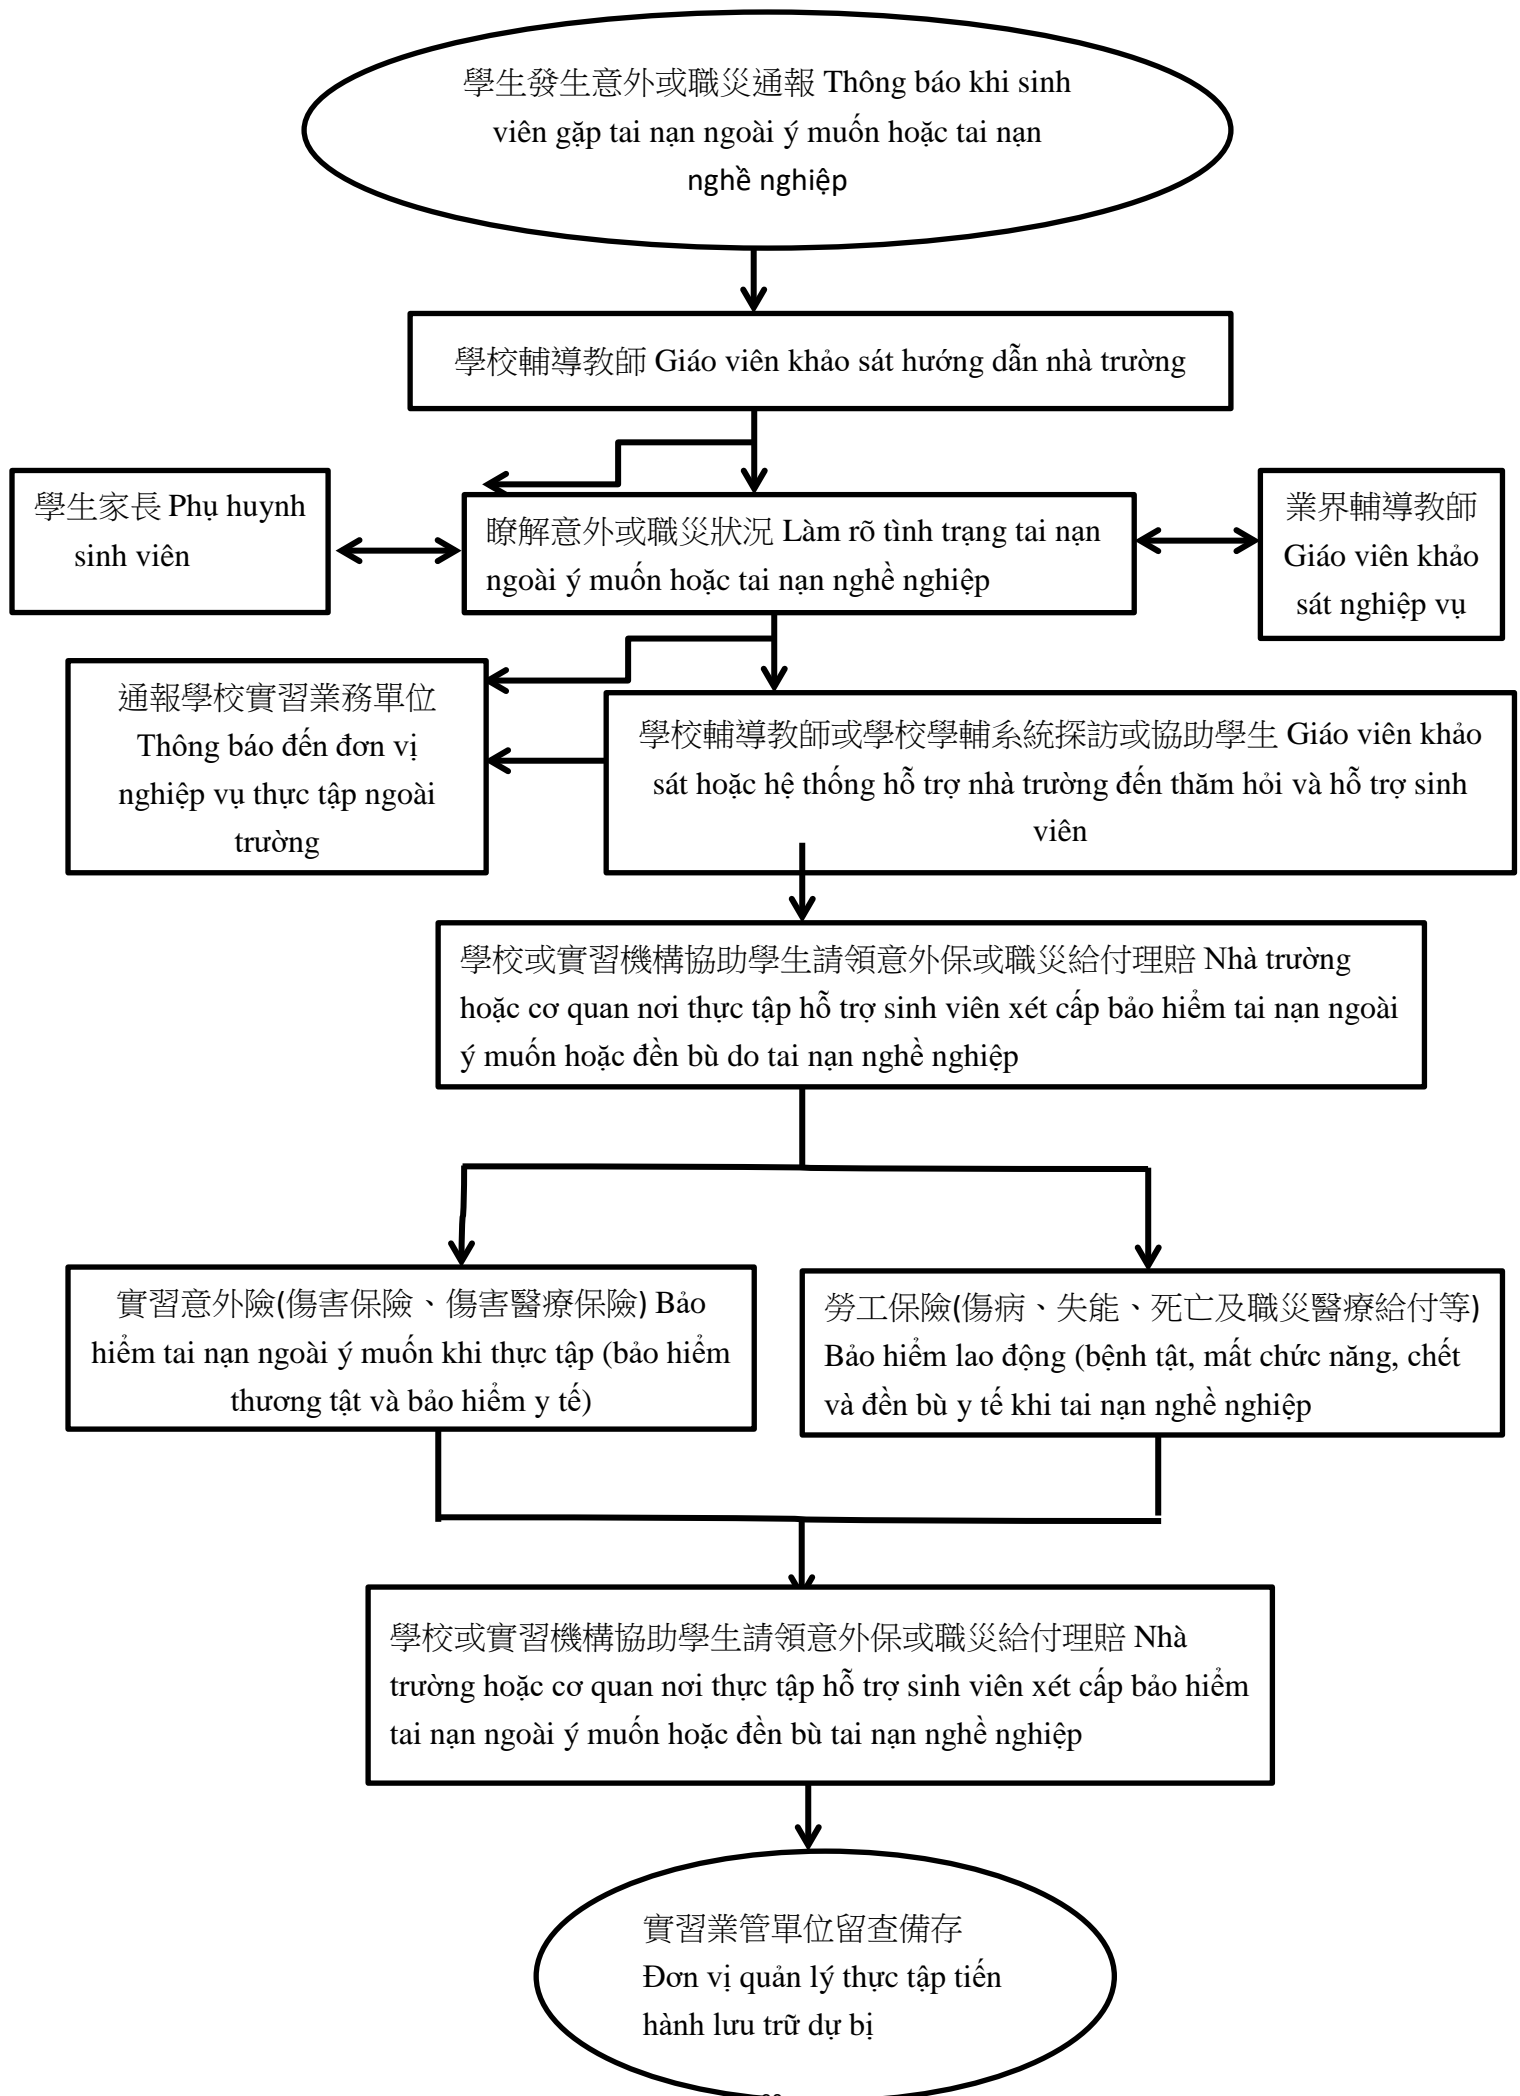 學生發生意外或職災通報 Thông báo khi sinh
viên gặp tai nạn ngoài ý muốn hoặc tai nạn
nghề nghiệp
學校輔導教師 Giáo viên khảo sát hướng dẫn nhà trường
學生家長 Phụ huynh
sinh viên
瞭解意外或職災狀況 Làm rõ tình trạng tai nạn
ngoài ý muốn hoặc tai nạn nghề nghiệp
業界輔導教師
Giáo viên khảo
sát nghiệp vụ
通報學校實習業務單位
Thông báo đến đơn vị
nghiệp vụ thực tập ngoài
trường
學校輔導教師或學校學輔系統探訪或協助學生 Giáo viên khảo
sát hoặc hệ thống hỗ trợ nhà trường đến thăm hỏi và hỗ trợ sinh
viên
學校或實習機構協助學生請領意外保或職災給付理賠 Nhà trường
hoặc cơ quan nơi thực tập hỗ trợ sinh viên xét cấp bảo hiểm tai nạn ngoài
ý muốn hoặc đền bù do tai nạn nghề nghiệp
實習意外險(傷害保險、傷害醫療保險) Bảo
hiểm tai nạn ngoài ý muốn khi thực tập (bảo hiểm
thương tật và bảo hiểm y tế)
勞工保險(傷病、失能、死亡及職災醫療給付等)
Bảo hiểm lao động (bệnh tật, mất chức năng, chết
và đền bù y tế khi tai nạn nghề nghiệp
學校或實習機構協助學生請領意外保或職災給付理賠 Nhà
trường hoặc cơ quan nơi thực tập hỗ trợ sinh viên xét cấp bảo hiểm
tai nạn ngoài ý muốn hoặc đền bù tai nạn nghề nghiệp
實習業管單位留查備存
Đơn vị quản lý thực tập tiến
hành lưu trữ dự bị